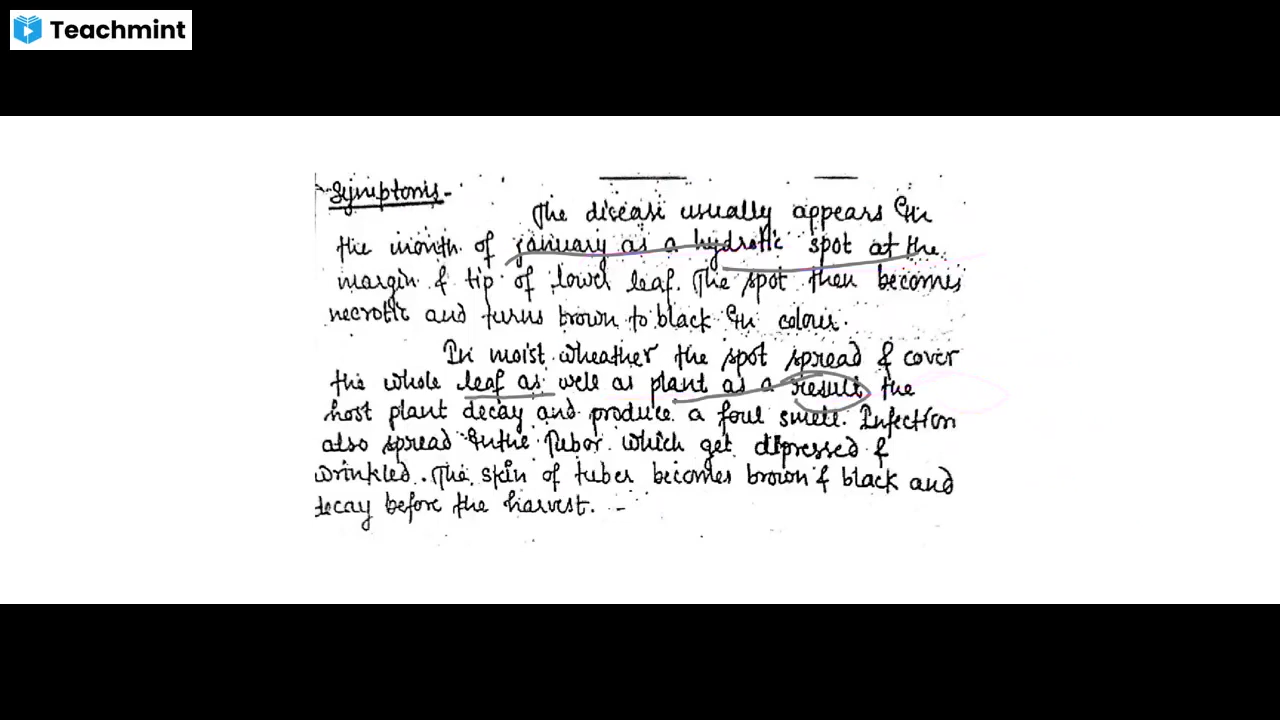 Teachmint
Symptoms-
The disease usually appears in
the month of january as a hydrotic spot at the
margin & tip of lower leaf. The spot then becomes
necrotic and turns brown to black in colour.
In moist wheather the spot spread & cover
the whole leaf as well as plant as a result the
host plant decay and produce a foul smell. Infection
also spread in the Tubor which get dipressed &
wrinkled. The skin of tuber becomes brown & black and
decay before the harvest. -